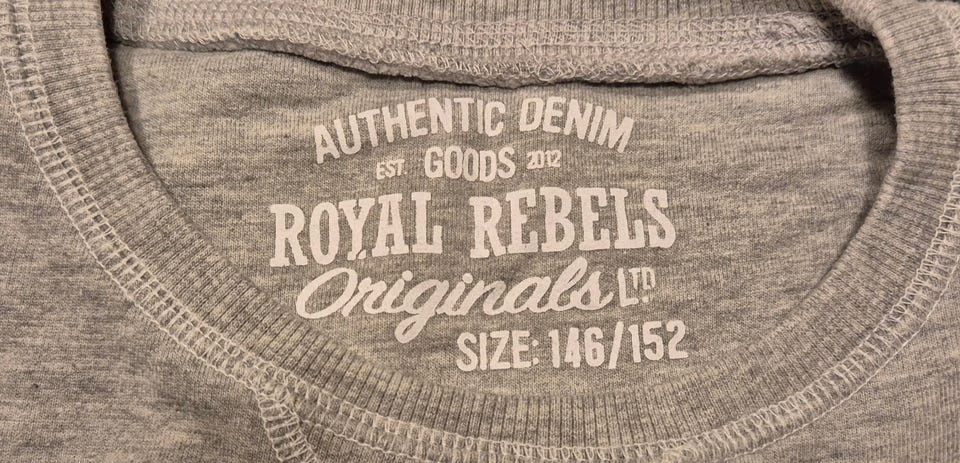 AUTHENTIC DENIM
EST. GOODS 2012
ROYAL REBELS
Originals LTD
SIZE: 146/152